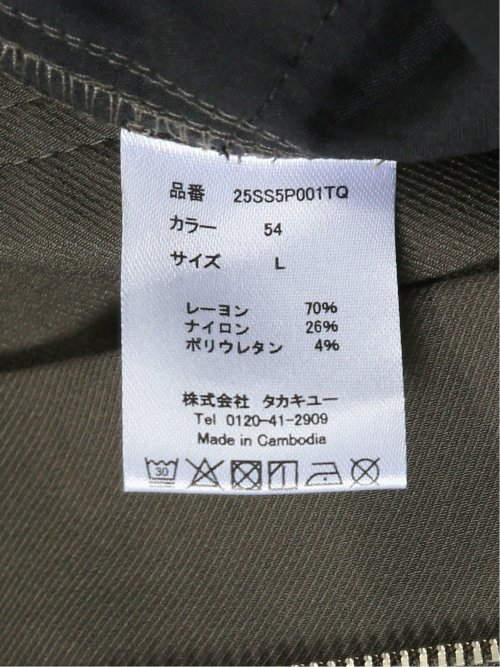 品番 25SS5P001TQ
カラー 54
サイズ L
レーヨン 70%
ナイロン 26%
ポリウレタン 4%
株式会社 タカキュー
Tel 0120-41-2909
Made in Cambodia
30